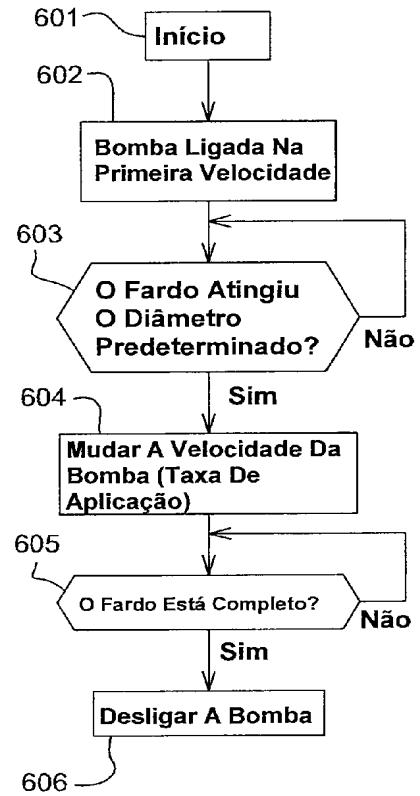 601
Início
602
Bomba Ligada Na
Primeira Velocidade
603
O Fardo Atingiu
O Diâmetro
Predeterminado?
Não
Sim
604
Mudar A Velocidade Da
Bomba (Taxa De
Aplicação)
605
O Fardo Está Completo?
Não
Sim
Desligar A Bomba
606